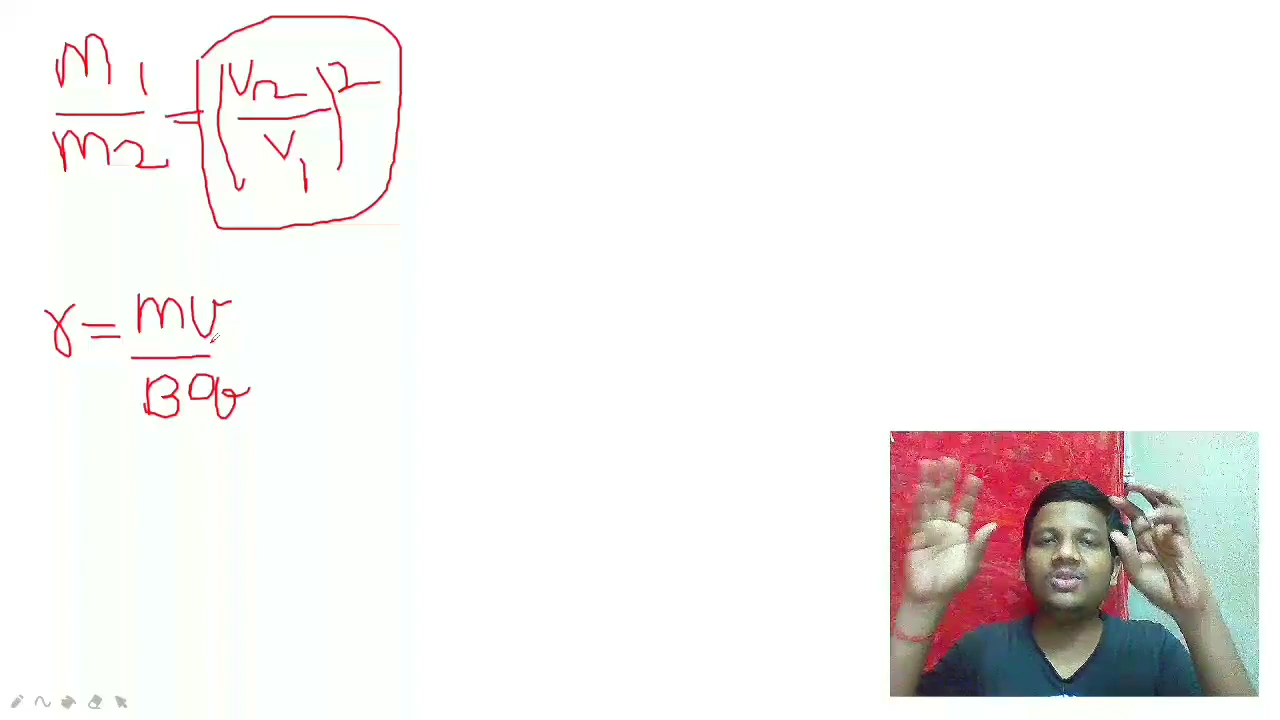 m1/m2 = (V2/V1)^2
r = mv/Bq